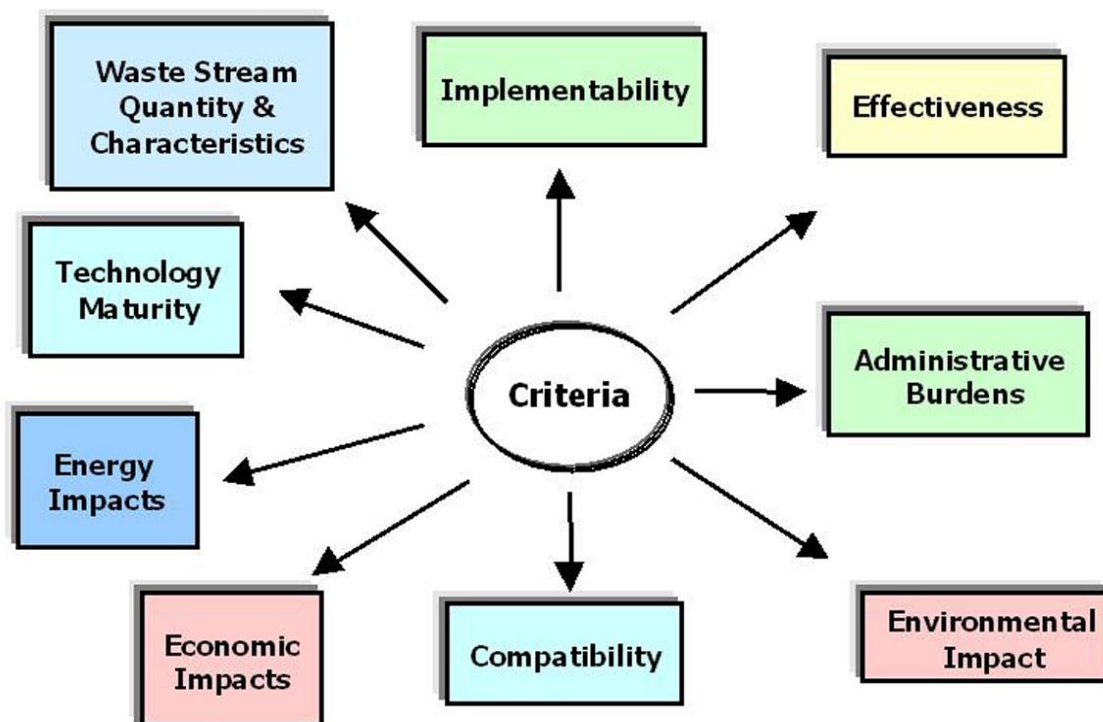 Waste Stream
Quantity &
Characteristics
Implementability
Effectiveness
Technology
Maturity
Criteria
Administrative
Burdens
Energy
Impacts
Economic
Impacts
Compatibility
Environmental
Impact